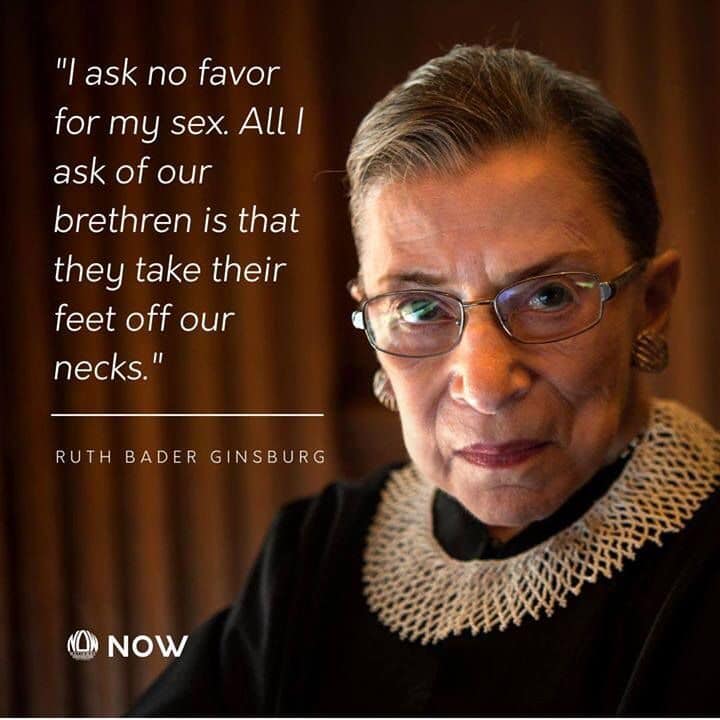 "I ask no favor
for my sex. All I
ask of our
brethren is that
they take their
feet off our
necks."
RUTH BADER GINSBURG
NOW